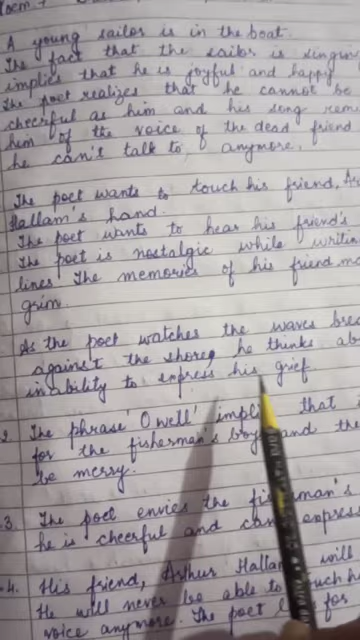 Poem
A young sailor is in the boat.
The fact that the sailor is singin
implies that he is joyful and happy
The poet realizes that he cannot be
cheerful as him and his song rem
him of the voice of the dead friend
he can't talk to anymore.
The poet wants to touch his friend, A
Hallam's hand.
The poet wants to hear his friend's
The poet is nostalgic while writin
lines. The memories of his friend ma
grim.
As the poet watches the waves brea
against the shores he thinks ab
inability to express his grief.
2 The phrase 'O well' impli that
for the fisherman's boy and the
be merry.
3. The poet envies the fisherman's
he is cheerful and can express
4. His friend, Arthur Hallam will
He will never be able to touch h
voice anymore. The poet for